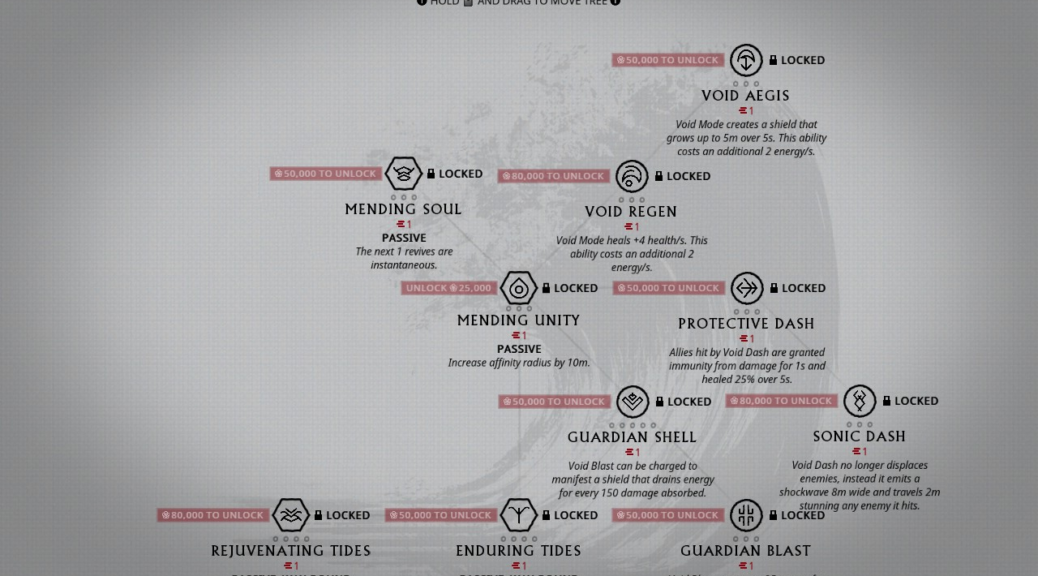 HOLD AND DRAG TO MOVE TREE
50,000 TO UNLOCK LOCKED
VOID AEGIS
1
Void Mode creates a shield that
grows up to 5m over 5s. This ability
costs an additional 2 energy/s.
50,000 TO UNLOCK LOCKED
MENDING SOUL
1
PASSIVE
The next 1 revives are
instantaneous.
80,000 TO UNLOCK LOCKED
VOID REGEN
1
Void Mode heals +4 health/s. This
ability costs an additional 2
energy/s.
UNLOCK 25,000 LOCKED
MENDING UNITY
1
PASSIVE
Increase affinity radius by 10m.
50,000 TO UNLOCK LOCKED
PROTECTIVE DASH
1
Allies hit by Void Dash are granted
immunity from damage for 1s and
healed 25% over 5s.
50,000 TO UNLOCK LOCKED
GUARDIAN SHELL
1
Void Blast can be charged to
manifest a shield that drains energy
for every 150 damage absorbed.
80,000 TO UNLOCK LOCKED
SONIC DASH
1
Void Dash no longer displaces
enemies, instead it emits a
shockwave 8m wide and travels 2m
stunning any enemy it hits.
80,000 TO UNLOCK LOCKED
REJUVENATING TIDES
1
50,000 TO UNLOCK LOCKED
ENDURING TIDES
1
50,000 TO UNLOCK LOCKED
GUARDIAN BLAST
1